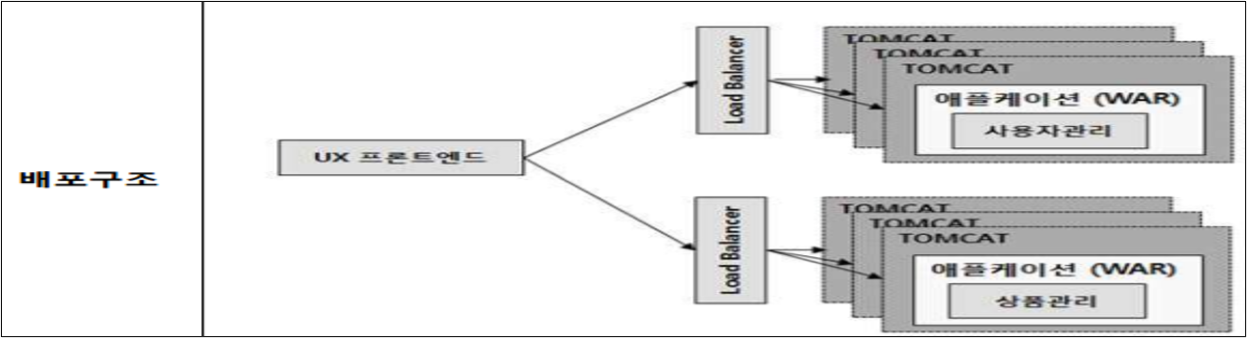 배포구조
UX 프론트엔드
Load Balancer
TOMCAT
TOMCAT
TOMCAT
애플케이션 (WAR)
사용자관리
Load Balancer
TOMCAT
TOMCAT
TOMCAT
애플케이션 (WAR)
상품관리